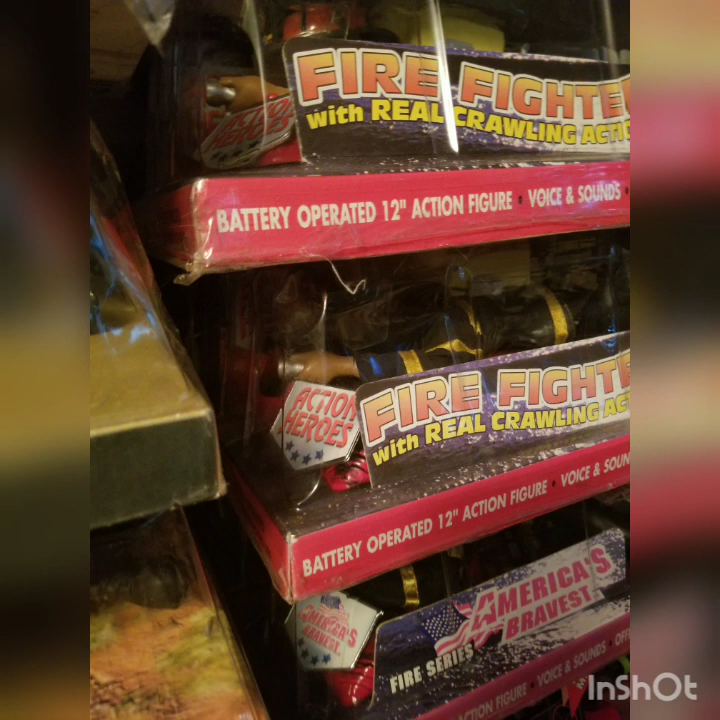 FIRE FIGHTE
with REAL CRAWLING ACTIO
ACTION
HEROES
BATTERY OPERATED 12" ACTION FIGURE • VOICE & SOUNDS •
FIRE FIGHTE
with REAL CRAWLING AC
ACTION
HEROES
BATTERY OPERATED 12" ACTION FIGURE • VOICE & SOUN
AMERICA'S
BRAVEST
FIRE SERIES
AMERICA'S
BRAVEST
ACTION FIGURE • VOICE & SOUNDS • OFF
InShOt